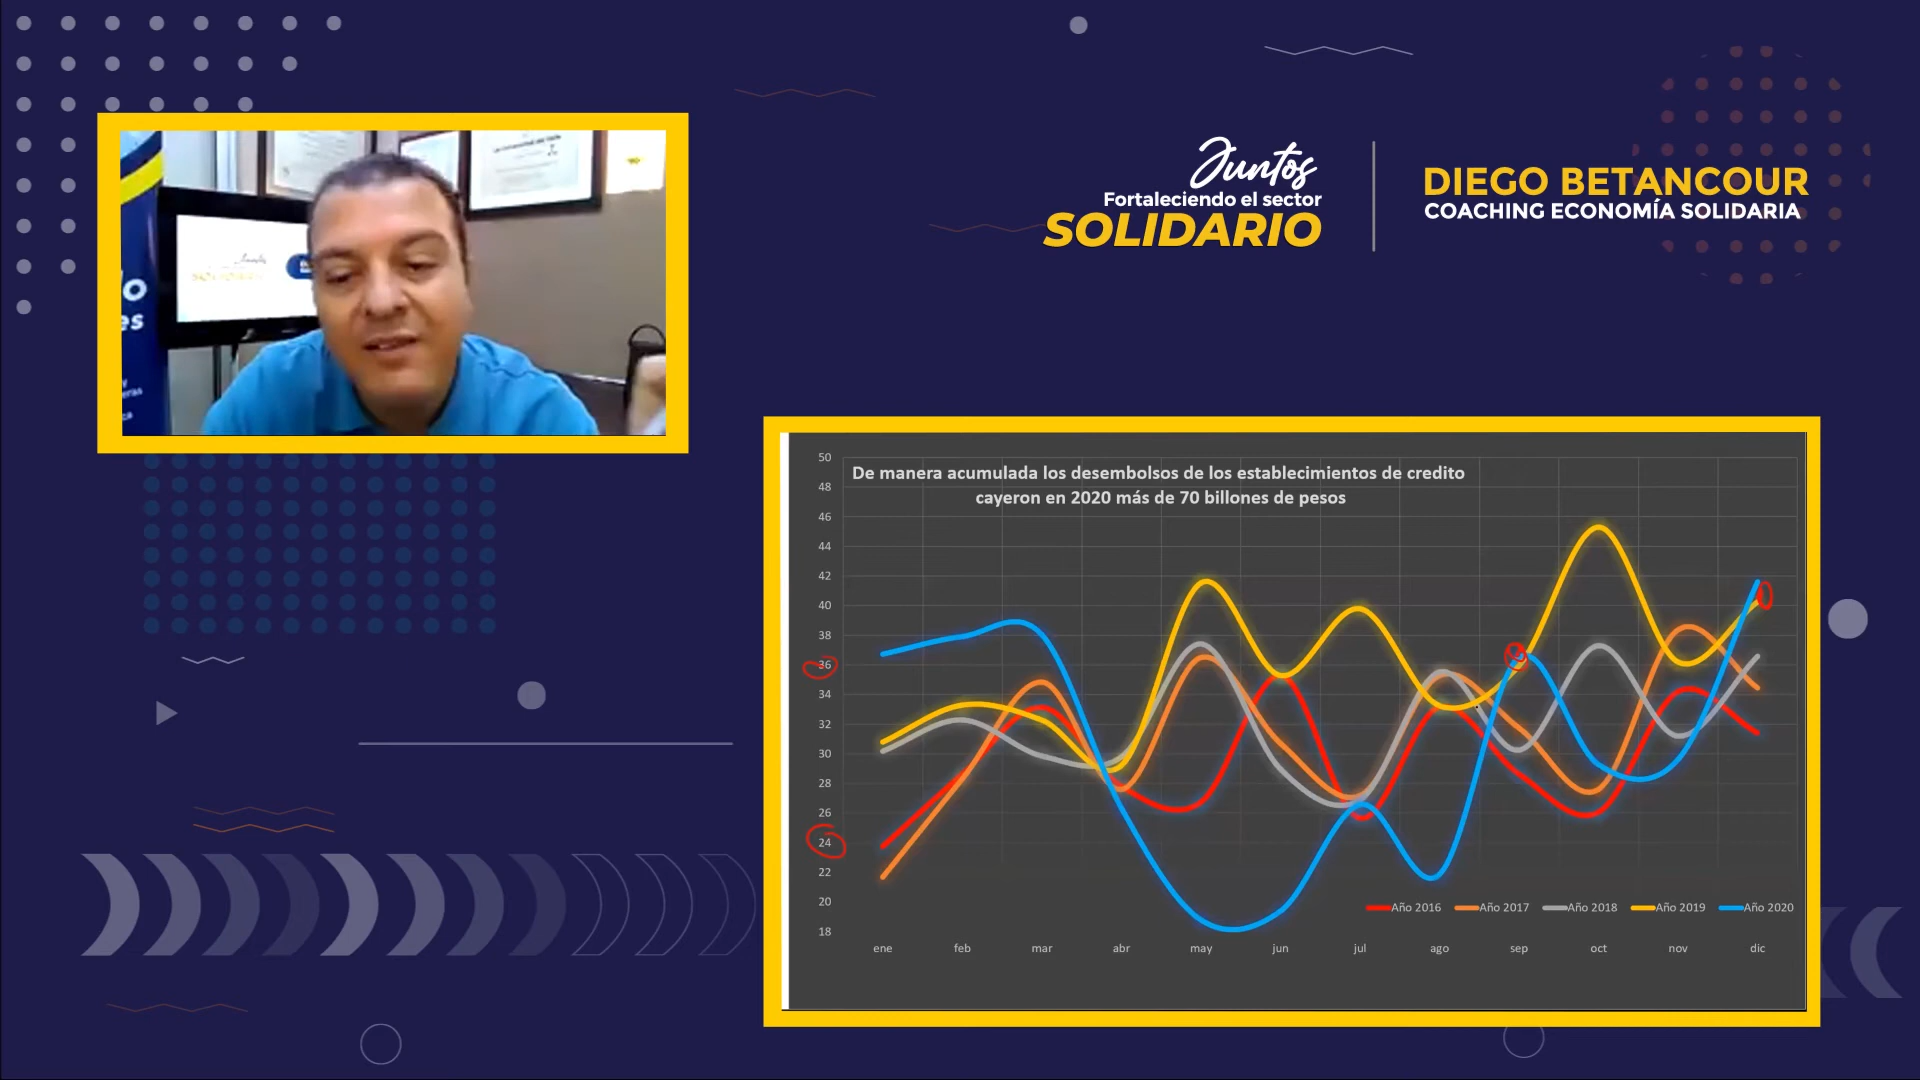 Juntos
Fortaleciendo el sector
SOLIDARIO
DIEGO BETANCOUR
COACHING ECONOMÍA SOLIDARIA
De manera acumulada los desembolsos de los establecimientos de credito
cayeron en 2020 más de 70 billones de pesos
50
48
46
44
42
40
38
36
34
32
30
28
26
24
22
20
18
ene feb mar abr may jun jul ago sep oct nov dic
Año 2016 Año 2017 Año 2018 Año 2019 Año 2020